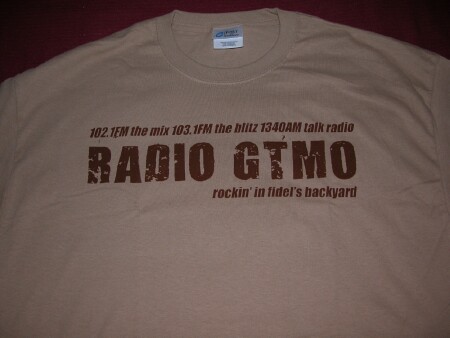 102.1FM the mix 103.1FM the blitz 1340AM talk radio
RADIO GTMO
rockin' in fidel's backyard